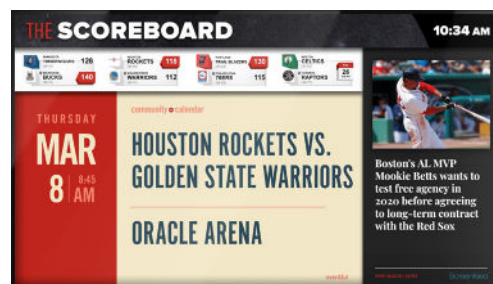 THE SCOREBOARD
10:34 AM
TIMBERWOLVES 126
BUCKS 140
ROCKETS 118
WARRIORS 112
TRAIL BLAZERS 130
76ERS 115
CELTICS
RAPTORS
26
THURSDAY
MAR
8 8:45
AM
community calendar
HOUSTON ROCKETS VS.
GOLDEN STATE WARRIORS
ORACLE ARENA
eventful
Boston's AL MVP
Mookie Betts wants to
test free agency in
2020 before agreeing
to long-term contract
with the Red Sox